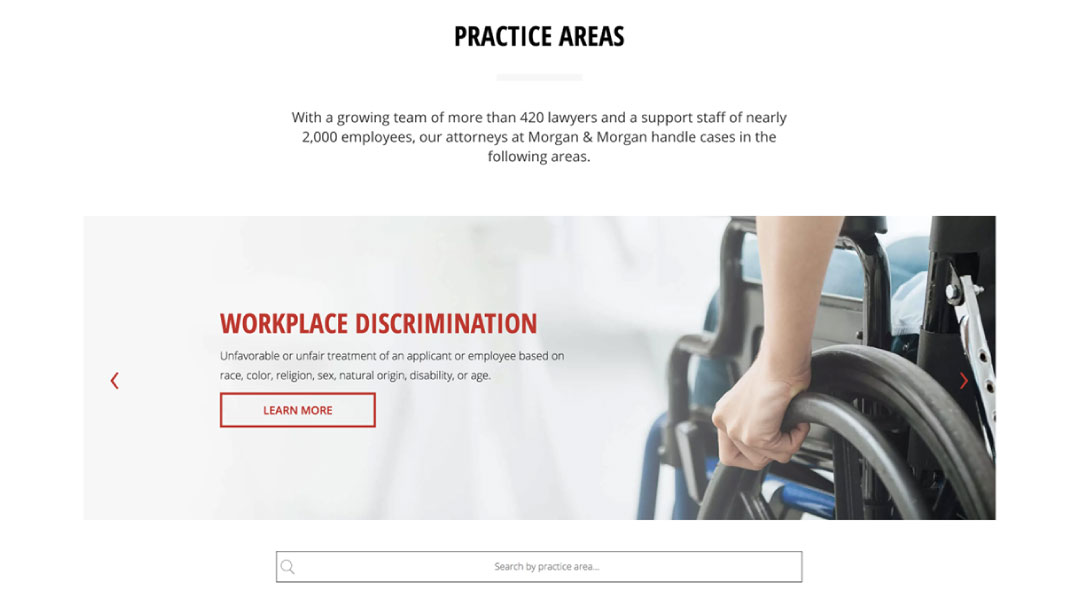 PRACTICE AREAS
With a growing team of more than 420 lawyers and a support staff of nearly
2,000 employees, our attorneys at Morgan & Morgan handle cases in the
following areas.
WORKPLACE DISCRIMINATION
Unfavorable or unfair treatment of an applicant or employee based on
race, color, religion, sex, natural origin, disability, or age.
LEARN MORE
Search by practice area...